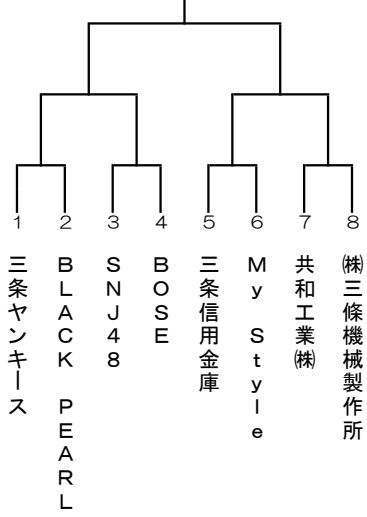 1 2 3 4 5 6 7 8
三条ヤンキース
BLACK PEARL
SNJ48
BOSE
三条信用金庫
My Style
共和工業㈱
㈱三條機械製作所